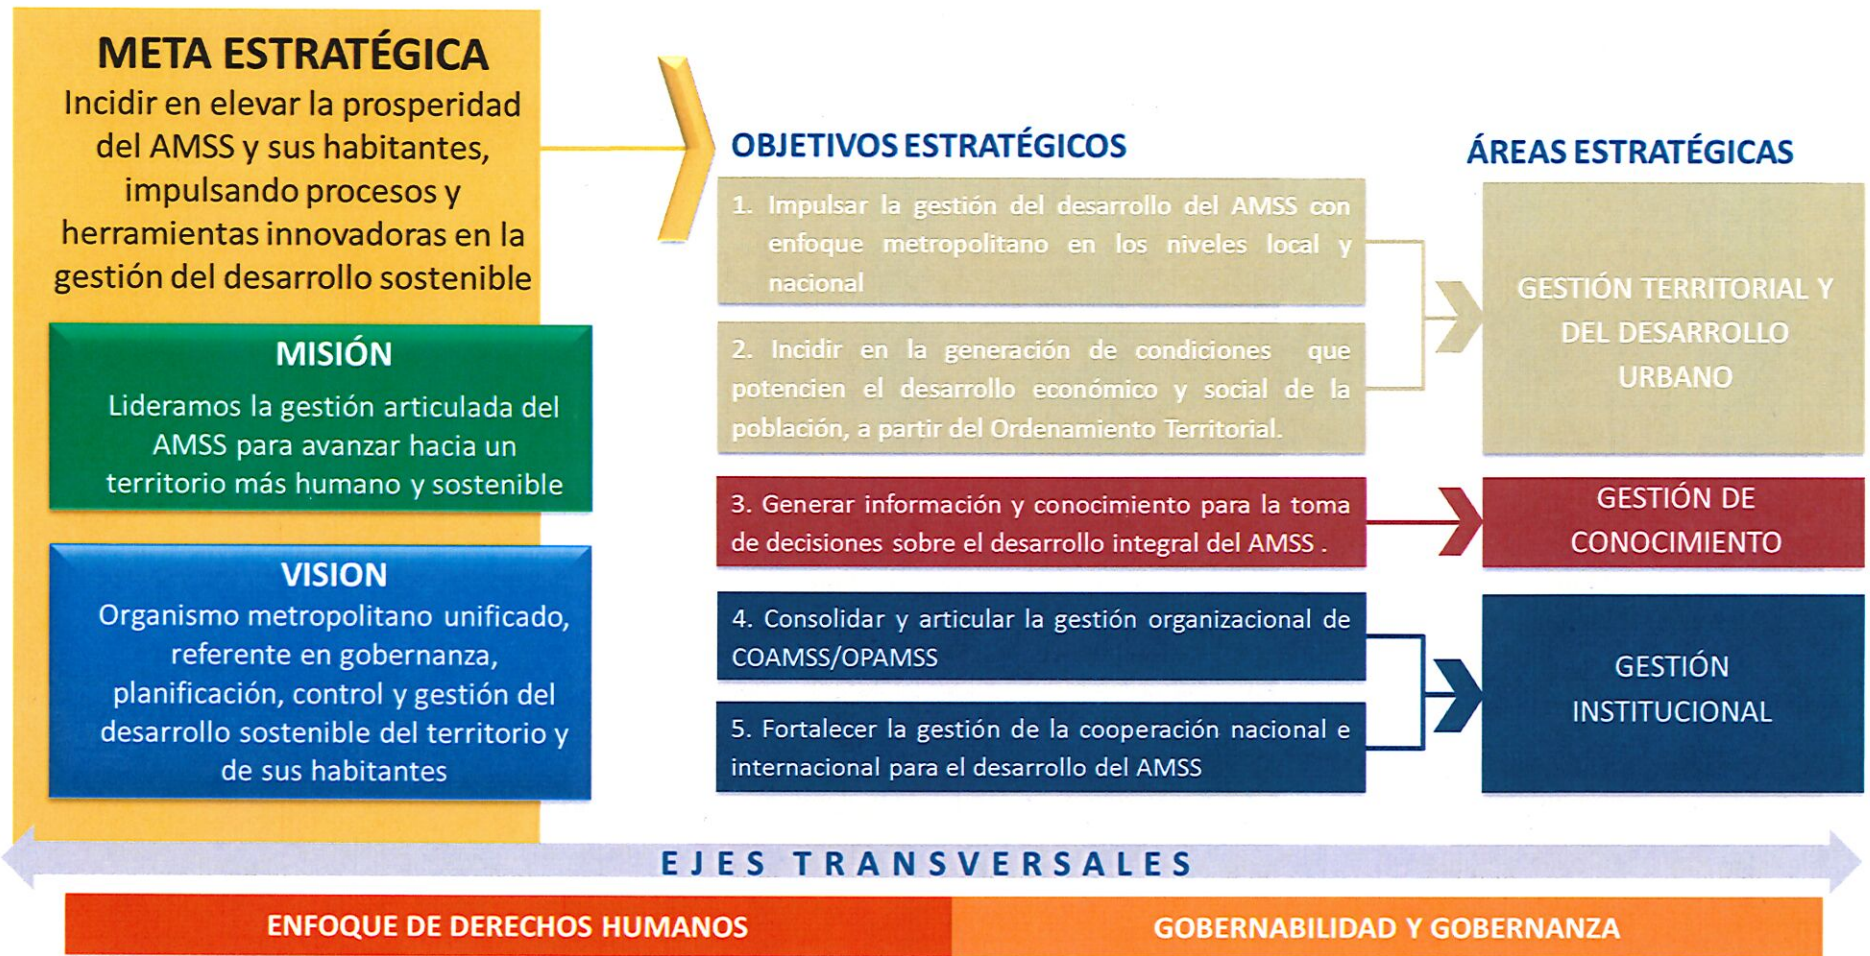 META ESTRATÉGICA
Incidir en elevar la prosperidad
del AMSS y sus habitantes,
impulsando procesos y
herramientas innovadoras en la
gestión del desarrollo sostenible
MISIÓN
Lideramos la gestión articulada del
AMSS para avanzar hacia un
territorio más humano y sostenible
VISION
Organismo metropolitano unificado,
referente en gobernanza,
planificación, control y gestión del
desarrollo sostenible del territorio y
de sus habitantes
OBJETIVOS ESTRATÉGICOS
1. Impulsar la gestión del desarrollo del AMSS con
enfoque metropolitano en los niveles local y
nacional
2. Incidir en la generación de condiciones que
potencien el desarrollo económico y social de la
población, a partir del Ordenamiento Territorial.
3. Generar información y conocimiento para la toma
de decisiones sobre el desarrollo integral del AMSS .
4. Consolidar y articular la gestión organizacional de
COAMSS/OPAMSS
5. Fortalecer la gestión de la cooperación nacional e
internacional para el desarrollo del AMSS
ÁREAS ESTRATÉGICAS
GESTIÓN TERRITORIAL Y
DEL DESARROLLO
URBANO
GESTIÓN DE
CONOCIMIENTO
GESTIÓN
INSTITUCIONAL
EJES TRANSVERSALES
ENFOQUE DE DERECHOS HUMANOS
GOBERNABILIDAD Y GOBERNANZA